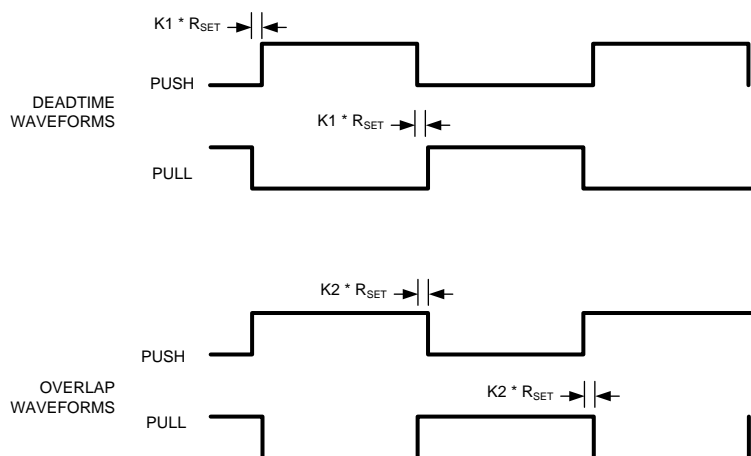 K1 * RSET
PUSH
DEADTIME
WAVEFORMS
K1 * RSET
PULL
K2 * RSET
PUSH
OVERLAP
WAVEFORMS
K2 * RSET
PULL